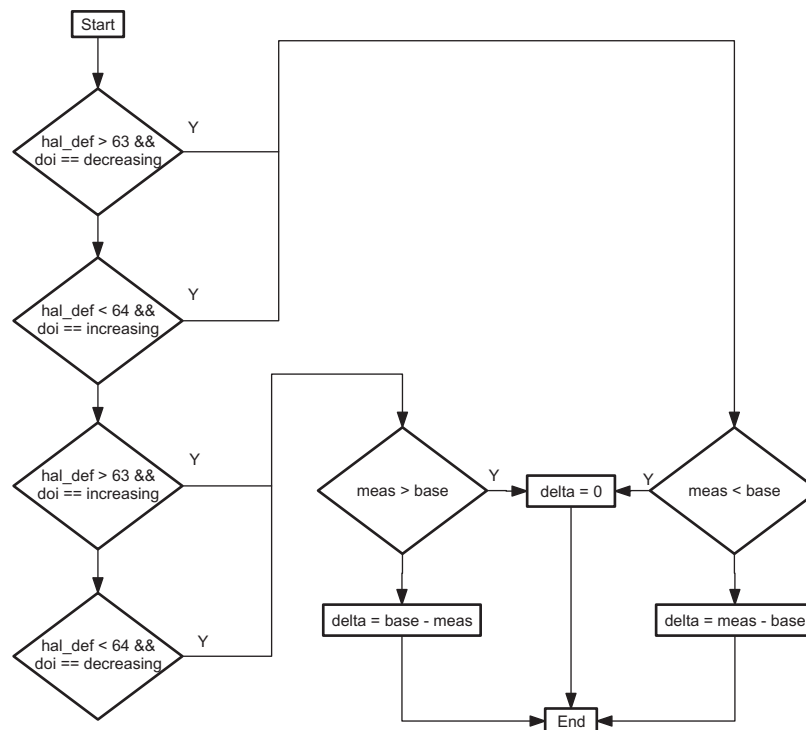 Start
hal_def > 63 &&
doi == decreasing
Y
hal_def < 64 &&
doi == increasing
Y
hal_def > 63 &&
doi == increasing
Y
hal_def < 64 &&
doi == decreasing
Y
meas > base
Y
delta = 0
Y
meas < base
delta = base - meas
delta = meas - base
End